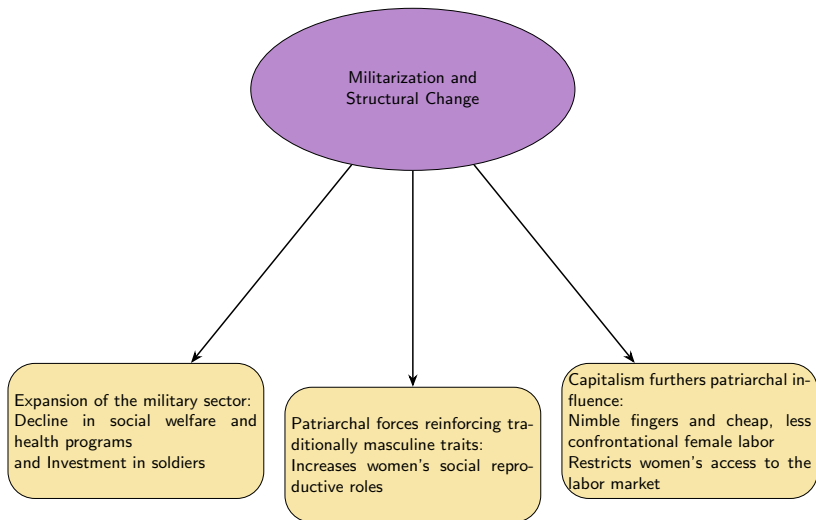 Militarization and
Structural Change
Expansion of the military sector:
Decline in social welfare and
health programs
and Investment in soldiers
Patriarchal forces reinforcing tra-
ditionally masculine traits:
Increases women's social repro-
ductive roles
Capitalism furthers patriarchal in-
fluence:
Nimble fingers and cheap, less
confrontational female labor
Restricts women's access to the
labor market